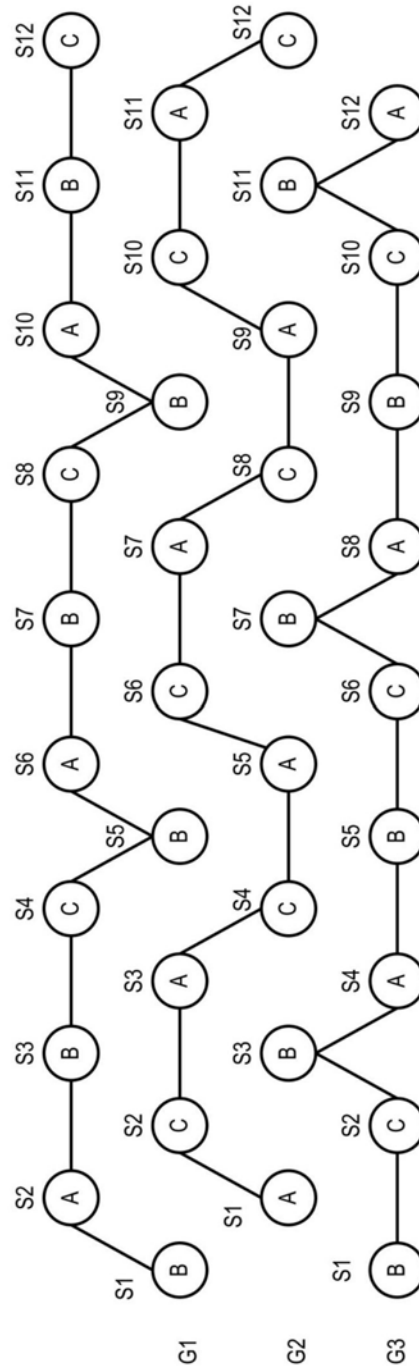 S2 S3 S4 S6 S7 S8 S10 S11 S12
A B C A B C A B C
S1 S2 S3 S5 S6 S7 S9 S10 S11
G1 B C A B C A B C A
S1 S3 S4 S5 S7 S8 S9 S11 S12
G2 A B C A B C A B C
S1 S2 S4 S5 S6 S8 S9 S10 S12
G3 B C A B C A B C A